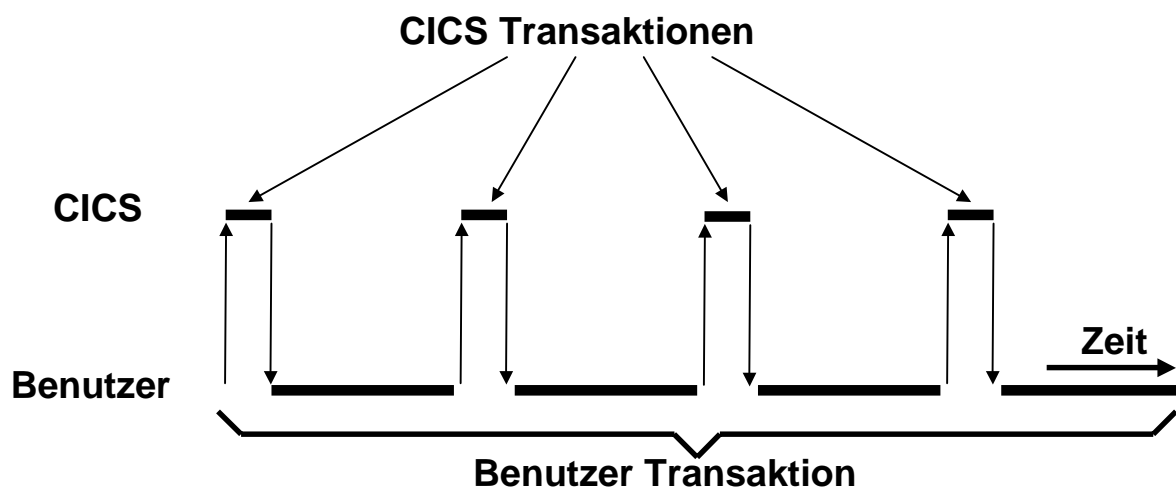 CICS Transaktionen
CICS
Zeit
Benutzer
Benutzer Transaktion